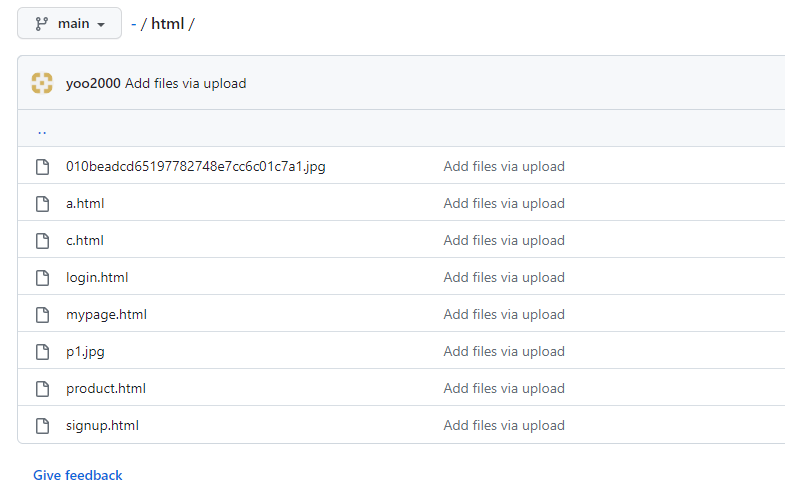 main - / html /
yoo2000 Add files via upload
..
010beadcd65197782748e7cc6c01c7a1.jpg Add files via upload
a.html Add files via upload
c.html Add files via upload
login.html Add files via upload
mypage.html Add files via upload
p1.jpg Add files via upload
product.html Add files via upload
signup.html Add files via upload
Give feedback